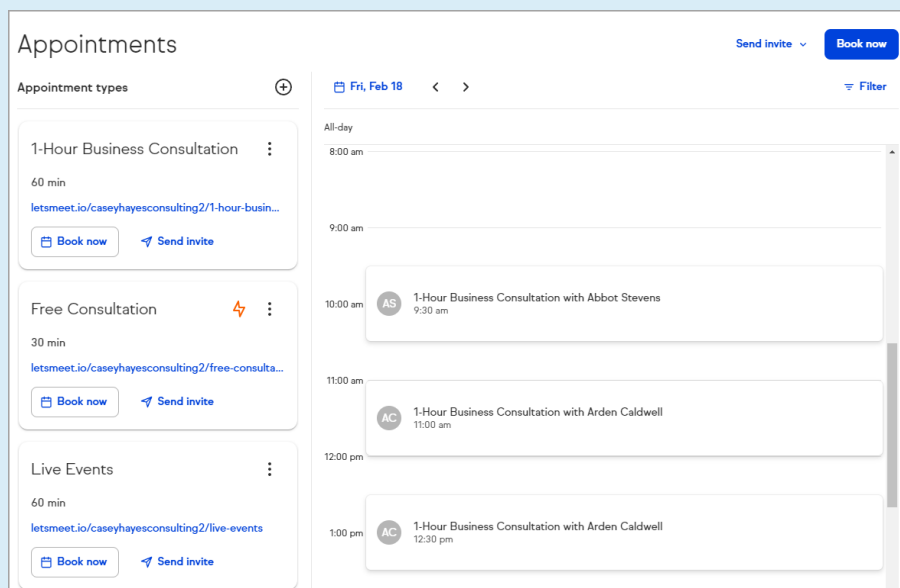 Appointments
Send invite
Book now
Appointment types
Fri, Feb 18
Filter
1-Hour Business Consultation
60 min
letsmeet.io/caseyhayesconsulting2/1-hour-busin...
Book now
Send invite
Free Consultation
30 min
letsmeet.io/caseyhayesconsulting2/free-consulta...
Book now
Send invite
Live Events
60 min
letsmeet.io/caseyhayesconsulting2/live-events
Book now
Send invite
All-day
8:00 am
9:00 am
10:00 am
AS
1-Hour Business Consultation with Abbot Stevens
9:30 am
11:00 am
AC
1-Hour Business Consultation with Arden Caldwell
11:00 am
12:00 pm
1:00 pm
AC
1-Hour Business Consultation with Arden Caldwell
12:30 pm